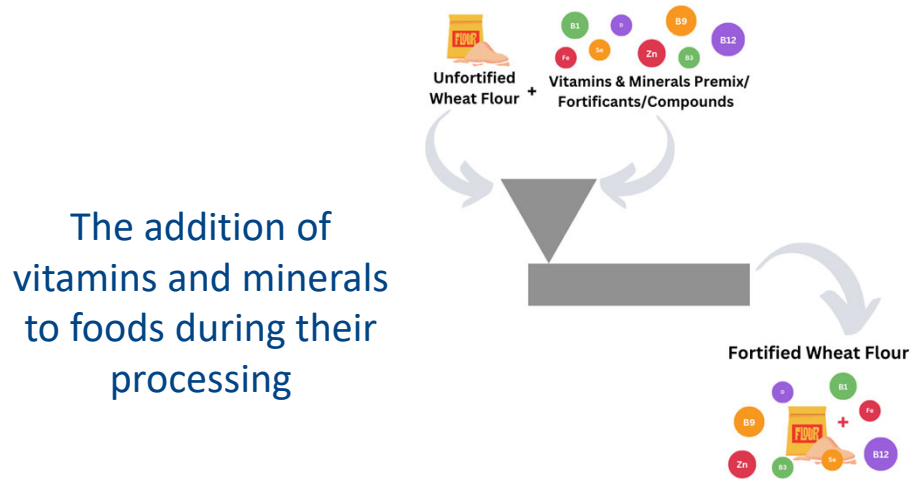 The addition of
vitamins and minerals
to foods during their
processing
FLOUR
B1
D
B9
B12
Fe
Se
Zn
B3
Unfortified
Wheat Flour
+
Vitamins & Minerals Premix/
Fortificants/Compounds
Fortified Wheat Flour
D
B1
Fe
B9
FLOUR
+
B12
Zn
B3
Se